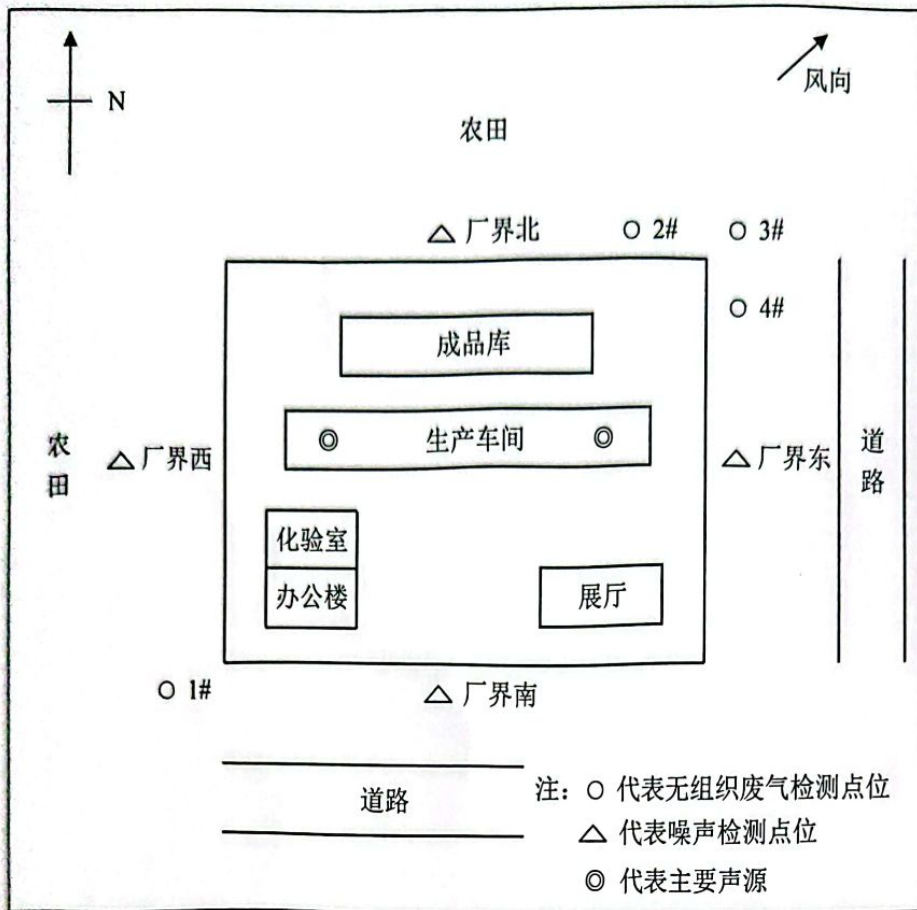 N
风向
农田
△ 厂界北
○ 2#
○ 3#
○ 4#
成品库
农田
△ 厂界西
◎ 生产车间 ◎
△ 厂界东
道路
化验室
办公楼
展厅
○ 1#
△ 厂界南
道路
注：○ 代表无组织废气检测点位
△ 代表噪声检测点位
◎ 代表主要声源